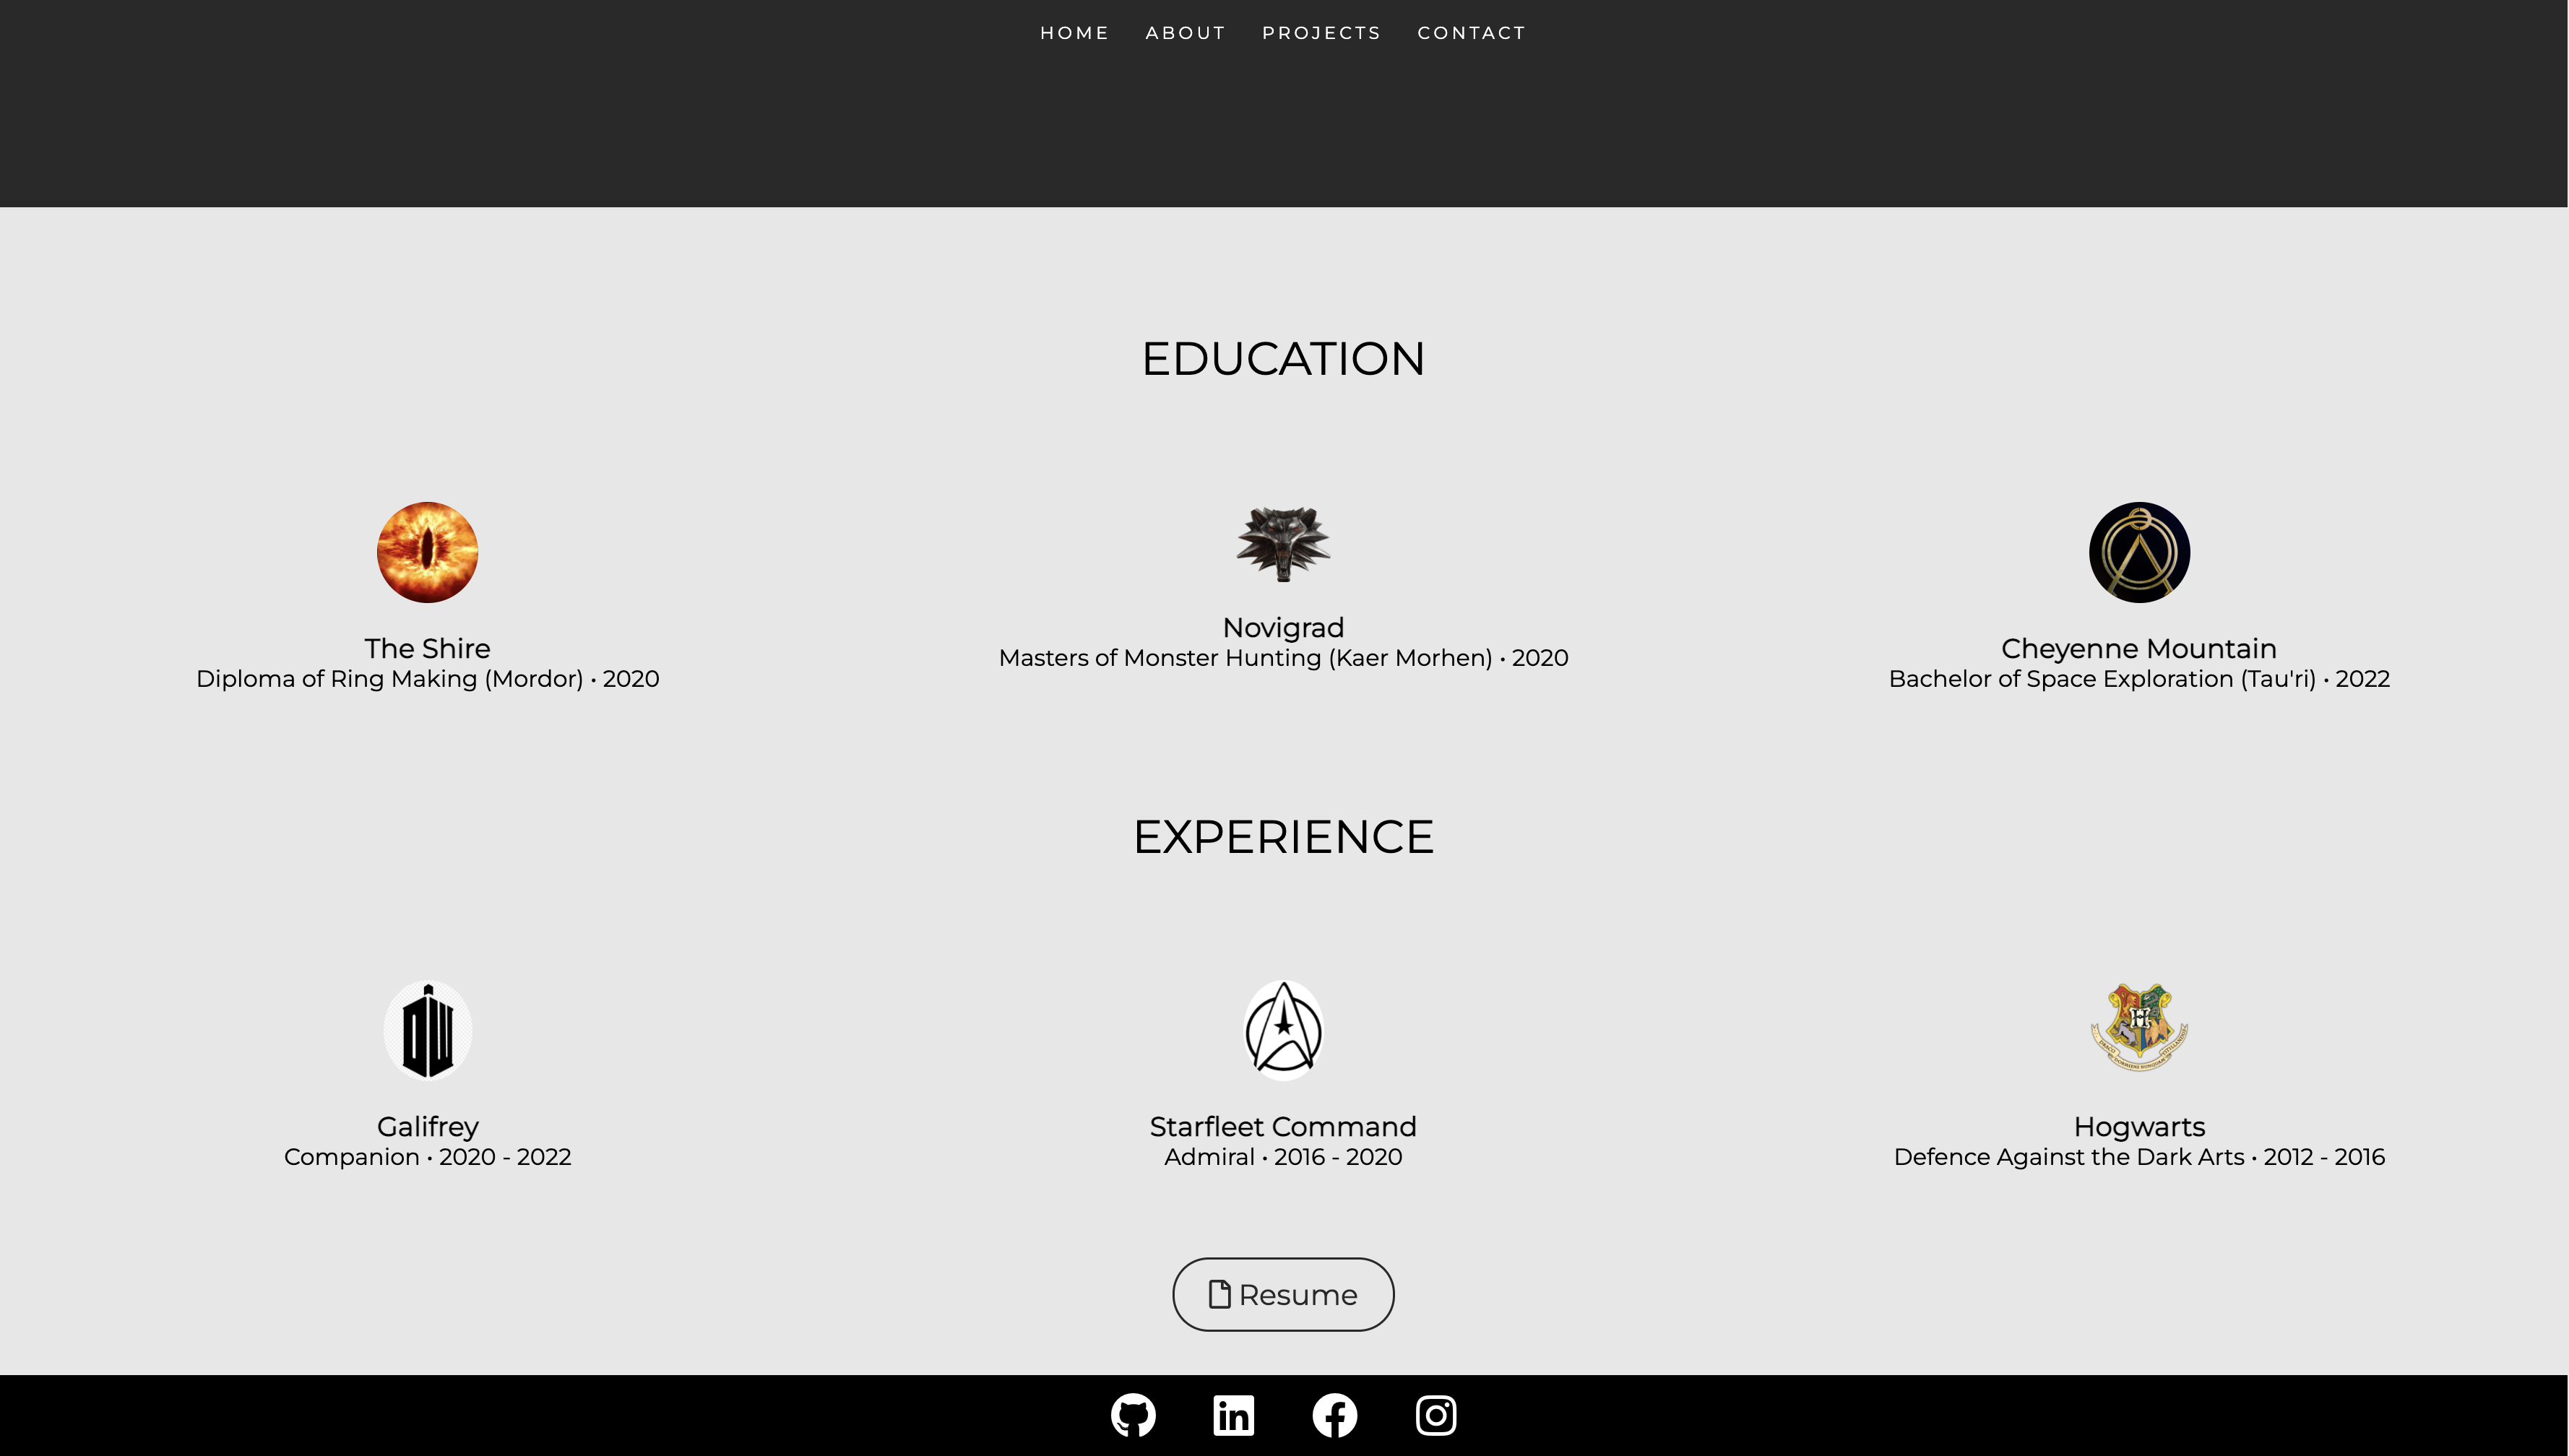 HOME ABOUT PROJECTS CONTACT
EDUCATION
The Shire
Diploma of Ring Making (Mordor) • 2020
Novigrad
Masters of Monster Hunting (Kaer Morhen) • 2020
Cheyenne Mountain
Bachelor of Space Exploration (Tau'ri) • 2022
EXPERIENCE
DW
Galifrey
Companion • 2020 - 2022
Starfleet Command
Admiral • 2016 - 2020
H
Hogwarts
Defence Against the Dark Arts • 2012 - 2016
Resume
in